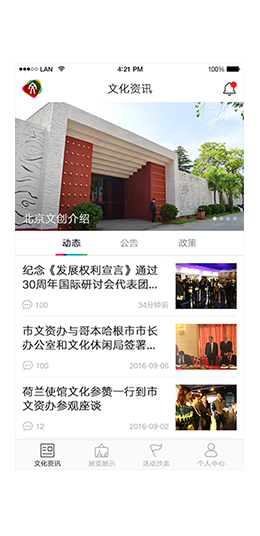 LAN
4:21 PM
100%
文化资讯
北京文创介绍
动态
公告
政策
纪念《发展权利宣言》通过
30周年国际研讨会代表团...
100
34分钟前
市文资办与哥本哈根市市长
办公室和文化休闲局签署...
100
2016-09-06
荷兰使馆文化参赞一行到市
文资办参观座谈
12
2016-09-02
文化资讯
展览展示
活动沙龙
个人中心